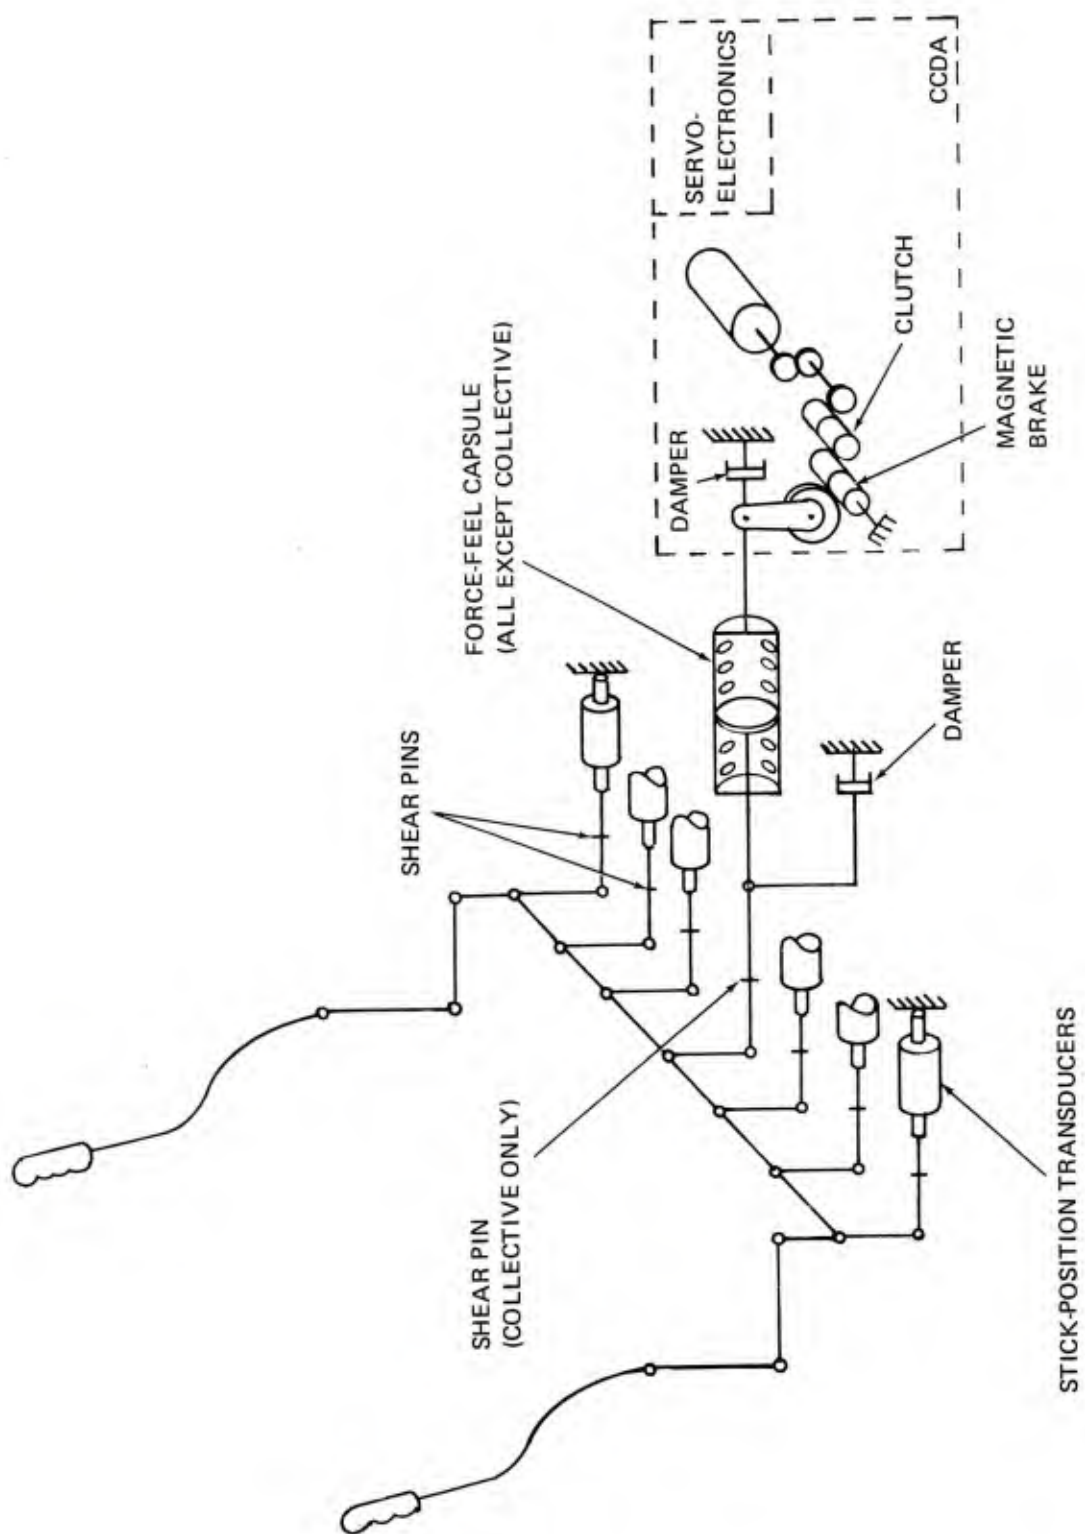 SHEAR PINS
FORCE-FEEL CAPSULE
(ALL EXCEPT COLLECTIVE)
DAMPER
SERVO-
ELECTRONICS
CCDA
CLUTCH
MAGNETIC
BRAKE
DAMPER
SHEAR PIN
(COLLECTIVE ONLY)
STICK-POSITION TRANSDUCERS